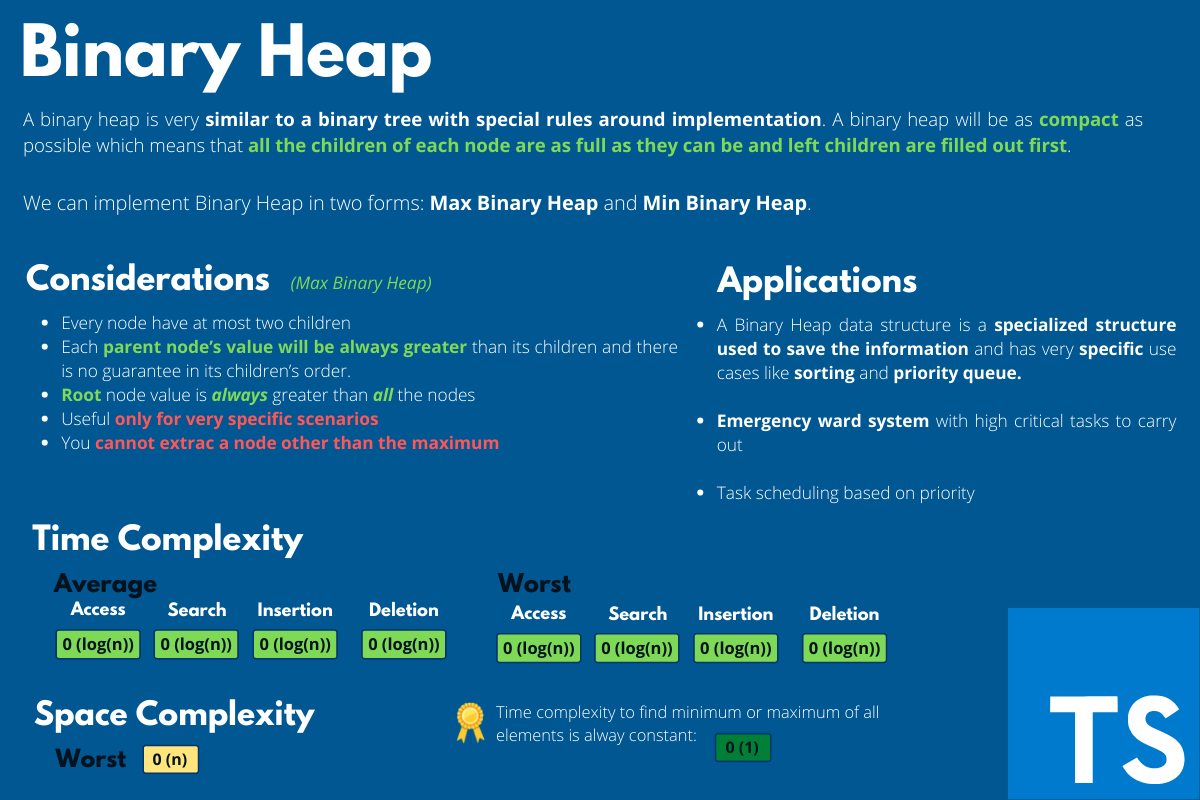 Binary Heap
A binary heap is very similar to a binary tree with special rules around implementation. A binary heap will be as compact as
possible which means that all the children of each node are as full as they can be and left children are filled out first.
We can implement Binary Heap in two forms: Max Binary Heap and Min Binary Heap.
Considerations (Max Binary Heap)
• Every node have at most two children
• Each parent node's value will be always greater than its children and there
is no guarantee in its children's order.
• Root node value is always greater than all the nodes
• Useful only for very specific scenarios
• You cannot extrac a node other than the maximum
Applications
• A Binary Heap data structure is a specialized structure
used to save the information and has very specific use
cases like sorting and priority queue.
• Emergency ward system with high critical tasks to carry
out
• Task scheduling based on priority
Time Complexity
Average
Access Search Insertion Deletion
0 (log(n)) 0 (log(n)) 0 (log(n)) 0 (log(n))
Worst
Access Search Insertion Deletion
0 (log(n)) 0 (log(n)) 0 (log(n)) 0 (log(n))
Space Complexity
Worst 0 (n)
Time complexity to find minimum or maximum of all
elements is alway constant: 0 (1)
TS